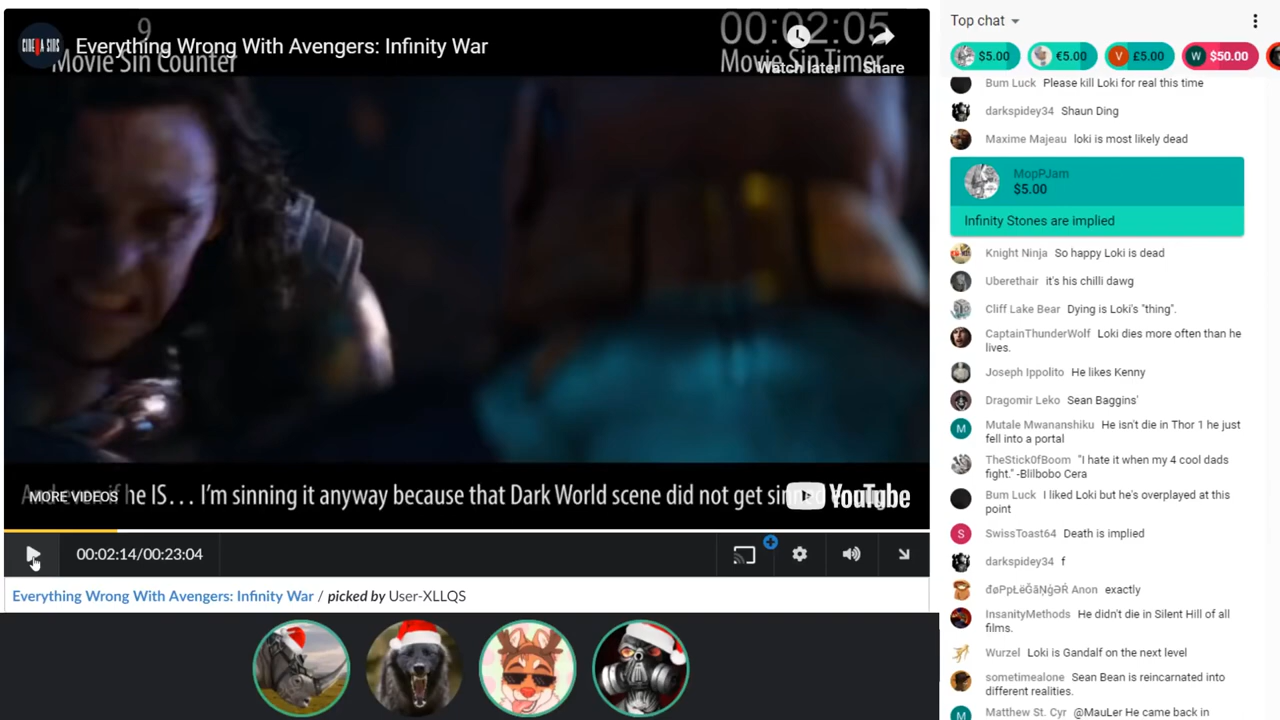 9
Movie Sin Counter
00:02:05
Movie Sin Timer
CINEMA SINS
Everything Wrong With Avengers: Infinity War
Watch later
Share
he IS... I'm sinning it anyway because that Dark World scene did not get
MORE VIDEOS
YouTube
00:02:14/00:23:04
Everything Wrong With Avengers: Infinity War / picked by User-XLLQS
Top chat
$5.00
€5.00
V
£5.00
W
$50.00
Bum Luck Please kill Loki for real this time
darkspidey34 Shaun Ding
Maxime Majeau loki is most likely dead
MopPJam
$5.00
Infinity Stones are implied
Knight Ninja So happy Loki is dead
Uberethair it's his chilli dawg
Cliff Lake Bear Dying is Loki's "thing".
CaptainThunderWolf Loki dies more often than he
lives.
Joseph Ippolito He likes Kenny
Dragomir Leko Sean Baggins'
M
Mutale Mwananshiku He isn't die in Thor 1 he just
fell into a portal
TheStick0fBoom "I hate it when my 4 cool dads
fight." -Blilbobo Cera
Bum Luck I liked Loki but he's overplayed at this
point
S
SwissToast64 Death is implied
darkspidey34 f
Anon exactly
InsanityMethods He didn't die in Silent Hill of all
films.
Wurzel Loki is Gandalf on the next level
sometimealone Sean Bean is reincarnated into
different realities.
M
Matthew St. Cyr @MauLer He came back in